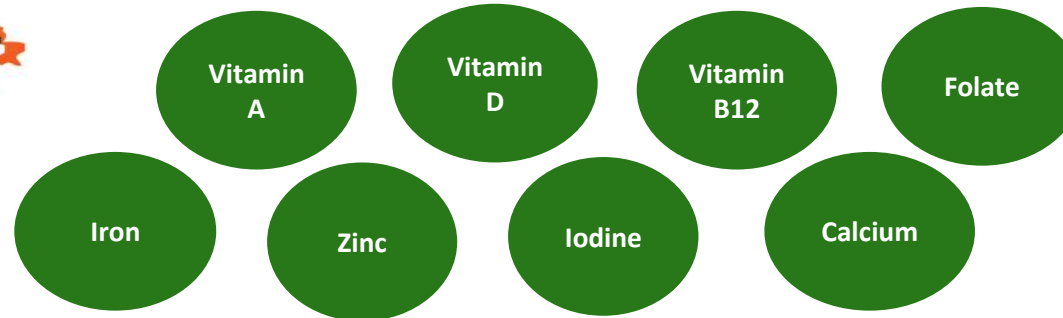 Vitamin
A
Vitamin
D
Vitamin
B12
Folate
Iron
Zinc
Iodine
Calcium